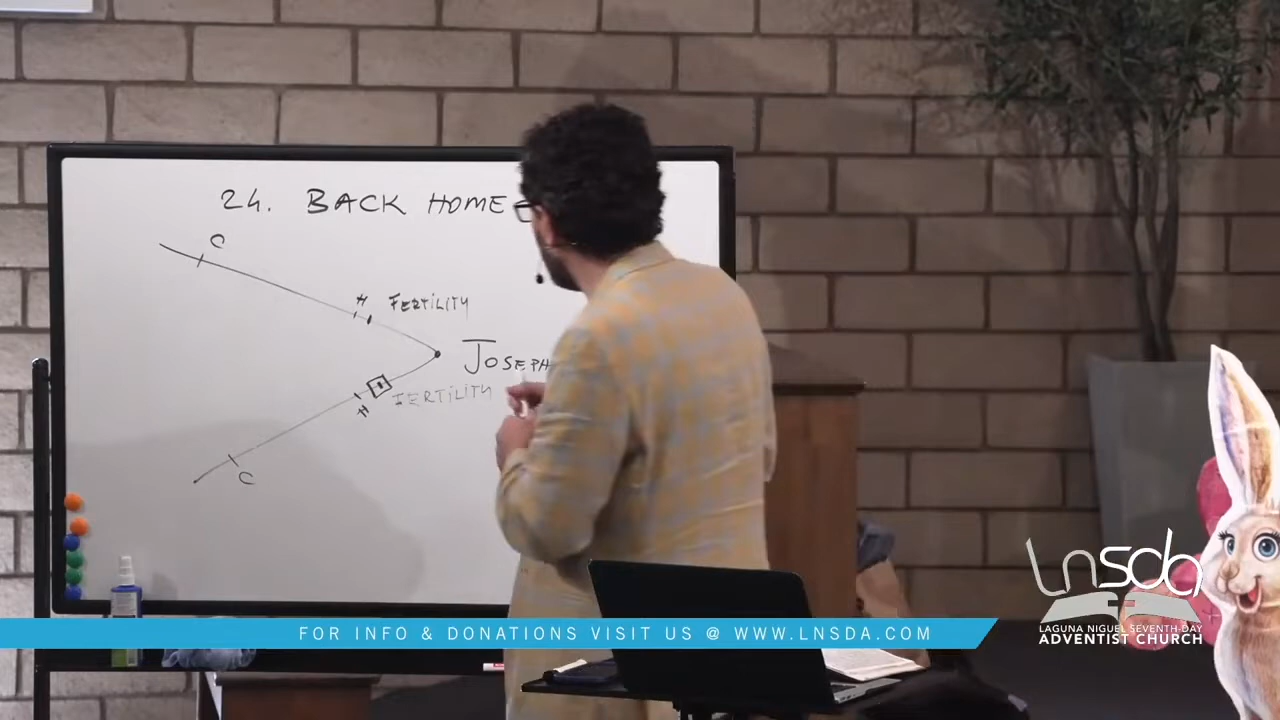 24. BACK HOME
C
H FERTILITY
JOSEPH
H FERTILITY
C
lnsda
LAGUNA NIGUEL SEVENTH-DAY
ADVENTIST CHURCH
FOR INFO & DONATIONS VISIT US @ WWW.LNSDA.COM